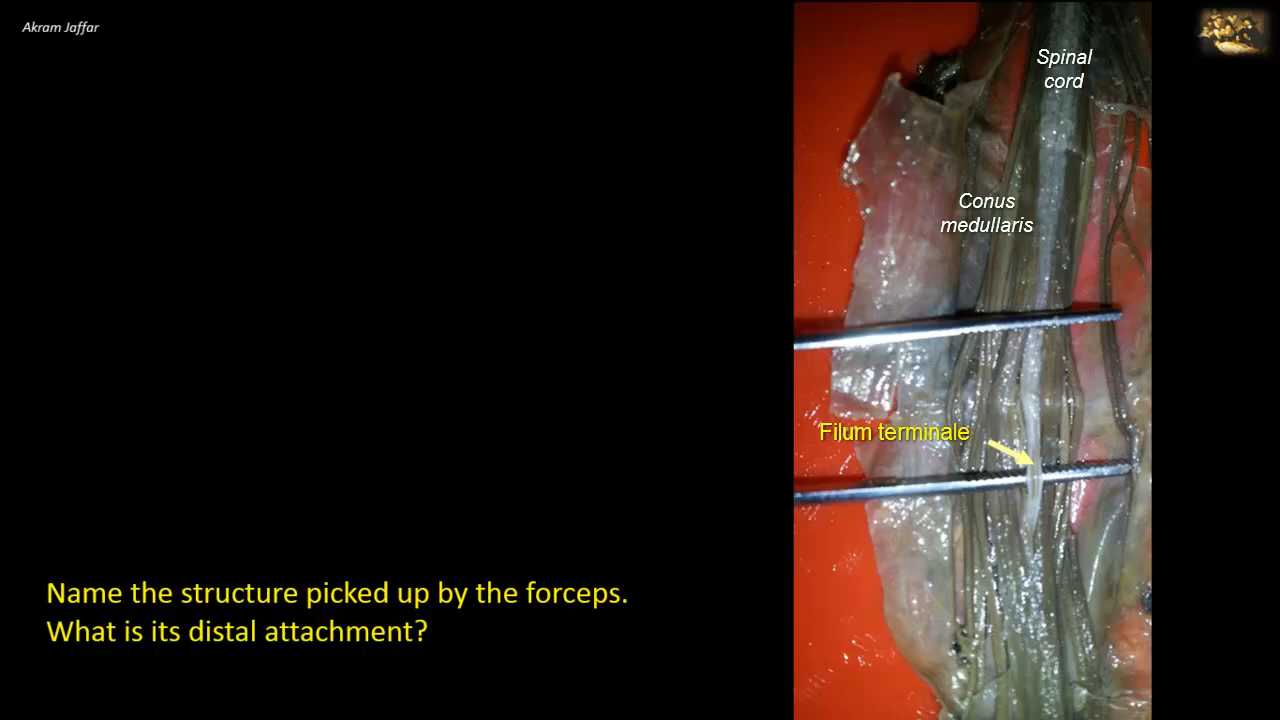 Akram Jaffar
Spinal
cord
Conus
medullaris
Filum terminale
Name the structure picked up by the forceps.
What is its distal attachment?